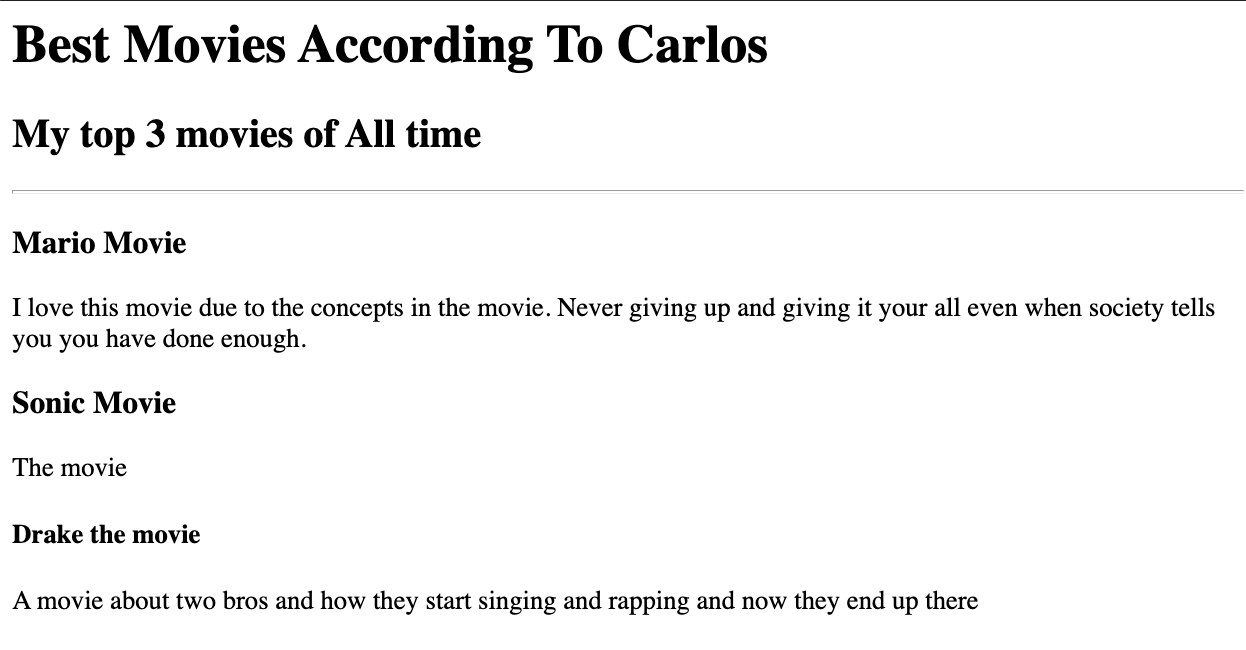 Best Movies According To Carlos
My top 3 movies of All time
Mario Movie
I love this movie due to the concepts in the movie. Never giving up and giving it your all even when society tells
you you have done enough.
Sonic Movie
The movie
Drake the movie
A movie about two bros and how they start singing and rapping and now they end up there